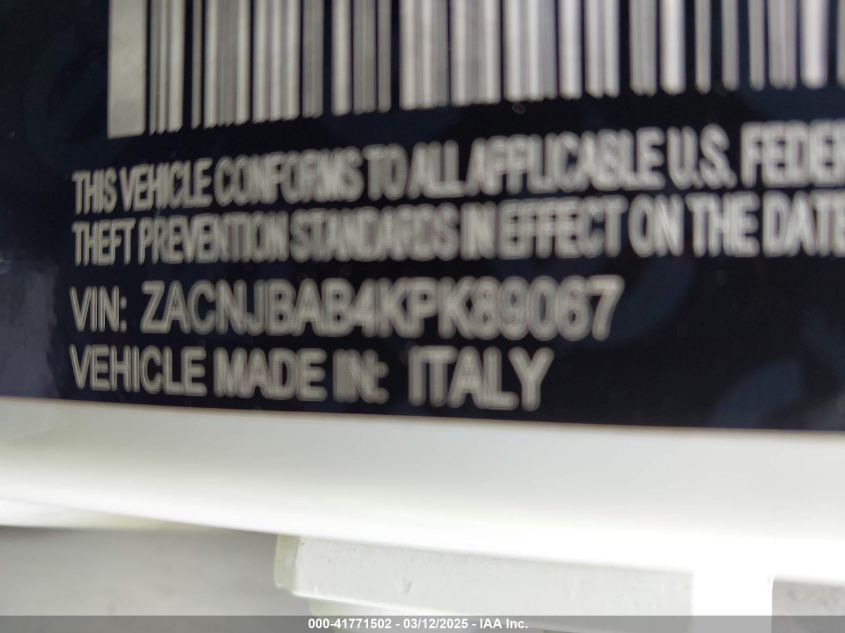 THIS VEHICLE CONFORMS TO ALL APPLICABLE U.S. FEDER
THEFT PREVENTION STANDARDS IN EFFECT ON THE DATE
VIN: ZACNJBAB4KPK89067
VEHICLE MADE IN: ITALY
000-41771502 - 03/12/2025 - IAA Inc.